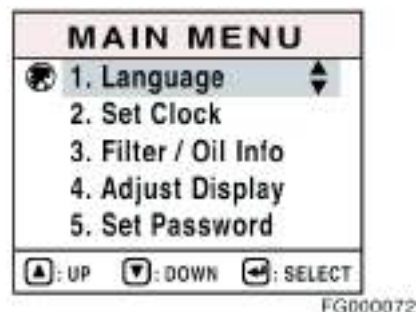 MAIN MENU
1. Language
2. Set Clock
3. Filter / Oil Info
4. Adjust Display
5. Set Password
: UP : DOWN : SELECT
FG000072